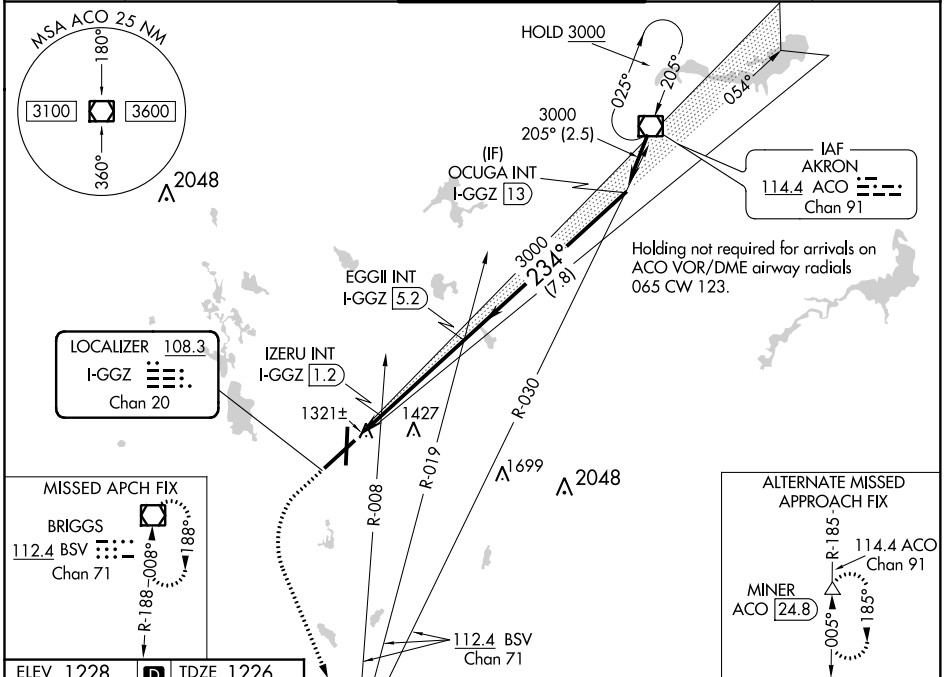 MSA ACO 25 NM
180°
3100
3600
360°
2048
HOLD 3000
025°
205°
054°
3000
205° (2.5)
(IF)
OCUGA INT
I-GGZ 13
IAF
AKRON
114.4 ACO
Chan 91
Holding not required for arrivals on
ACO VOR/DME airway radials
065 CW 123.
3000
234°
(7.8)
EGGII INT
I-GGZ 5.2
LOCALIZER 108.3
I-GGZ
Chan 20
IZERU INT
I-GGZ 1.2
1321±
1427
R-030
R-019
R-008
1699
2048
MISSED APCH FIX
BRIGGS
112.4 BSV
Chan 71
188°
R-188
008°
112.4 BSV
Chan 71
ALTERNATE MISSED
APPROACH FIX
R-185
114.4 ACO
Chan 91
MINER
ACO 24.8
005°
185°
ELEV 1228
D
TDZE 1226